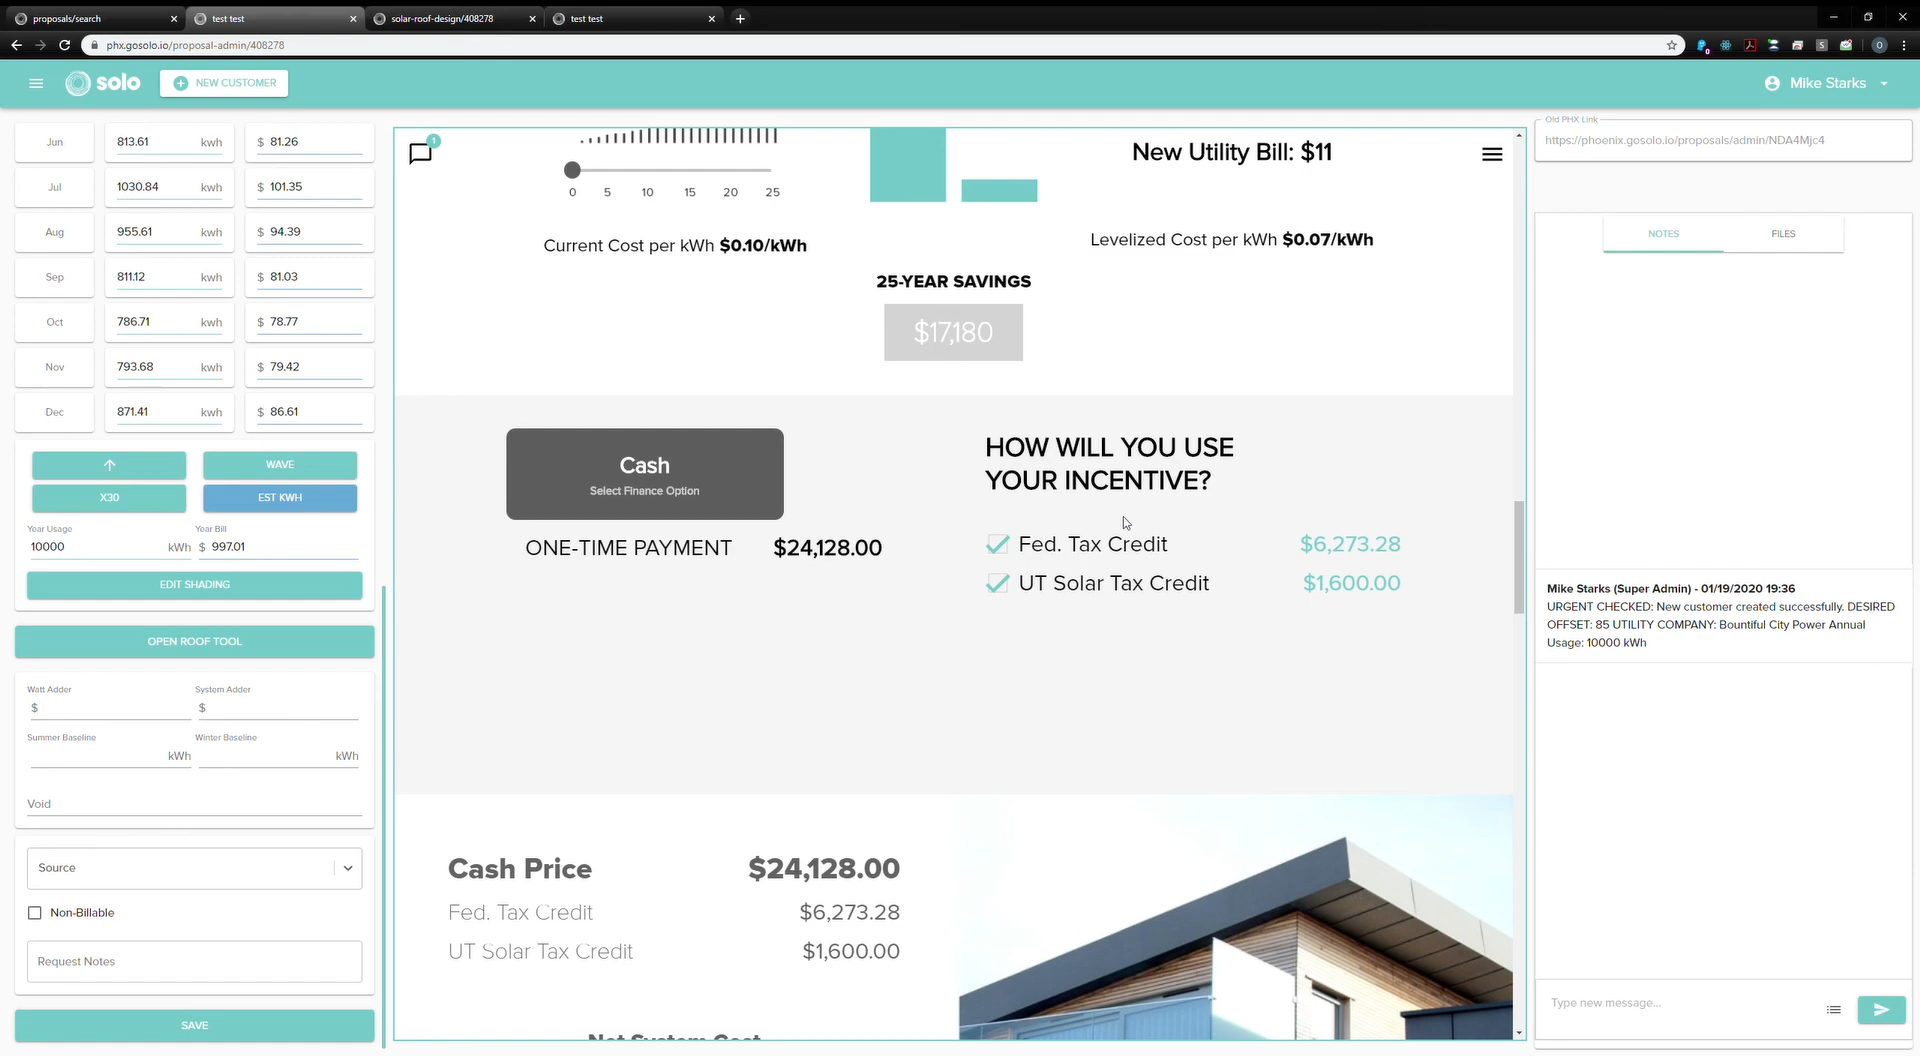 proposals/search
test test
solar-roof-design/408278
test test
phx.gosolo.io/proposal-admin/408278
solo
NEW CUSTOMER
Mike Starks
Jun
813.61 kwh
$ 81.26
Jul
1030.84 kwh
$ 101.35
Aug
955.61 kwh
$ 94.39
Sep
811.12 kwh
$ 81.03
Oct
786.71 kwh
$ 78.77
Nov
793.68 kwh
$ 79.42
Dec
871.41 kwh
$ 86.61
WAVE
X30
EST KWH
Year Usage
10000 kWh
Year Bill
$ 997.01
EDIT SHADING
OPEN ROOF TOOL
Watt Adder
$
System Adder
$
Summer Baseline
kWh
Winter Baseline
kWh
Void
Source
Non-Billable
Request Notes
SAVE
1
0 5 10 15 20 25
New Utility Bill: $11
Current Cost per kWh $0.10/kWh
Levelized Cost per kWh $0.07/kWh
25-YEAR SAVINGS
$17,180
Cash
Select Finance Option
ONE-TIME PAYMENT $24,128.00
HOW WILL YOU USE
YOUR INCENTIVE?
Fed. Tax Credit $6,273.28
UT Solar Tax Credit $1,600.00
Cash Price $24,128.00
Fed. Tax Credit $6,273.28
UT Solar Tax Credit $1,600.00
Net System Cost
Old PHX Link
https://phoenix.gosolo.io/proposals/admin/NDA4Mjc4
NOTES
FILES
Mike Starks (Super Admin) - 01/19/2020 19:36
URGENT CHECKED: New customer created successfully. DESIRED
OFFSET: 85 UTILITY COMPANY: Bountiful City Power Annual
Usage: 10000 kWh
Type new message...